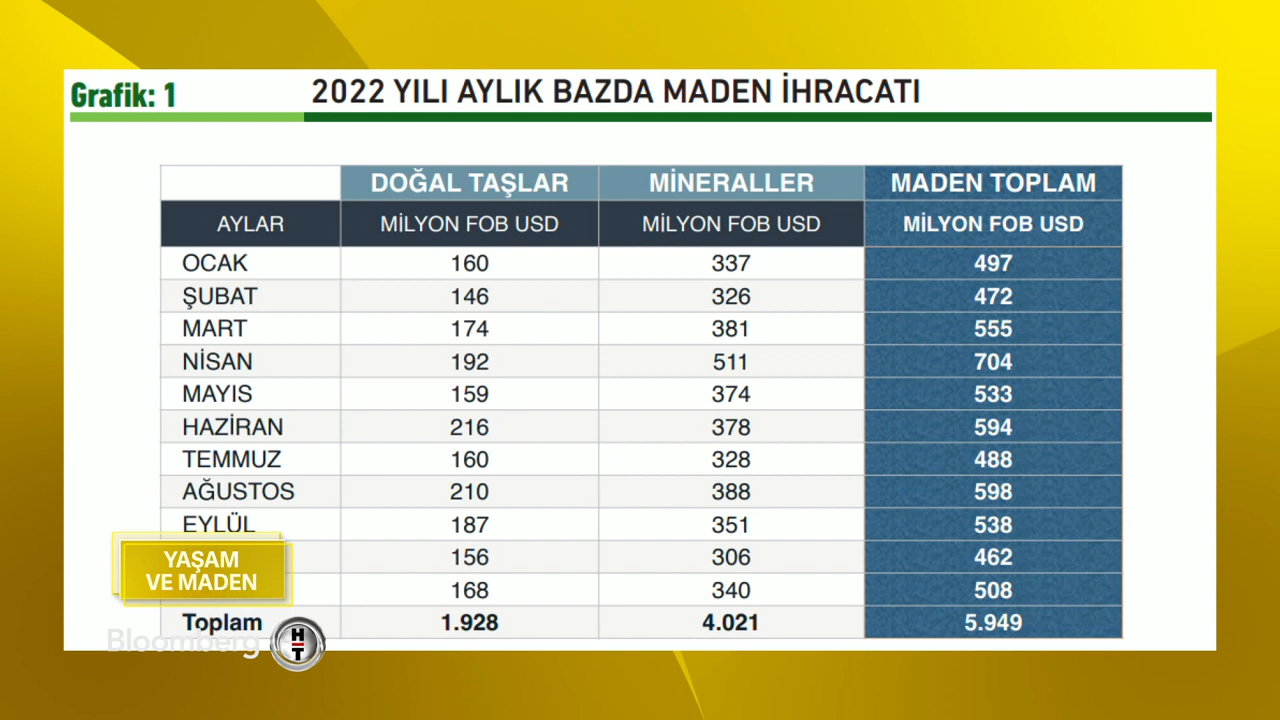 Grafik: 1 2022 YILI AYLIK BAZDA MADEN İHRACATI
DOĞAL TAŞLAR MİNERALLER MADEN TOPLAM
AYLAR MİLYON FOB USD MİLYON FOB USD MİLYON FOB USD
OCAK 160 337 497
ŞUBAT 146 326 472
MART 174 381 555
NİSAN 192 511 704
MAYIS 159 374 533
HAZİRAN 216 378 594
TEMMUZ 160 328 488
AĞUSTOS 210 388 598
EYLÜL 187 351 538
156 306 462
168 340 508
Toplam 1.928 4.021 5.949
YAŞAM
VE MADEN
Bloomberg HT